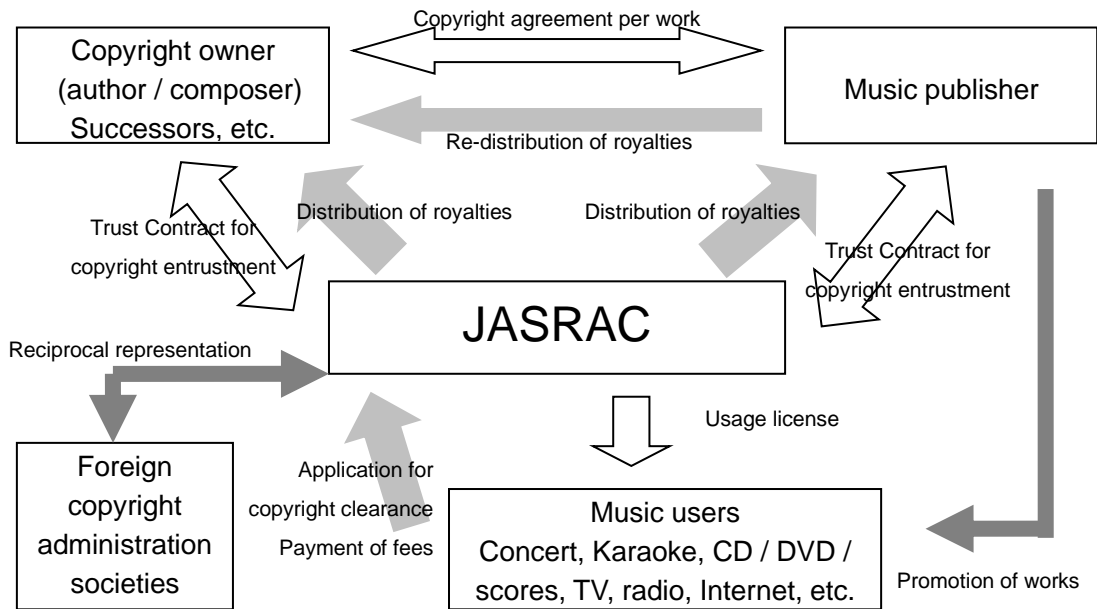 Copyright agreement per work
Copyright owner
(author / composer)
Successors, etc.
Music publisher
Re-distribution of royalties
Distribution of royalties
Distribution of royalties
Trust Contract for
copyright entrustment
Trust Contract for
copyright entrustment
JASRAC
Reciprocal representation
Usage license
Foreign
copyright
administration
societies
Application for
copyright clearance
Payment of fees
Music users
Concert, Karaoke, CD / DVD /
scores, TV, radio, Internet, etc.
Promotion of works